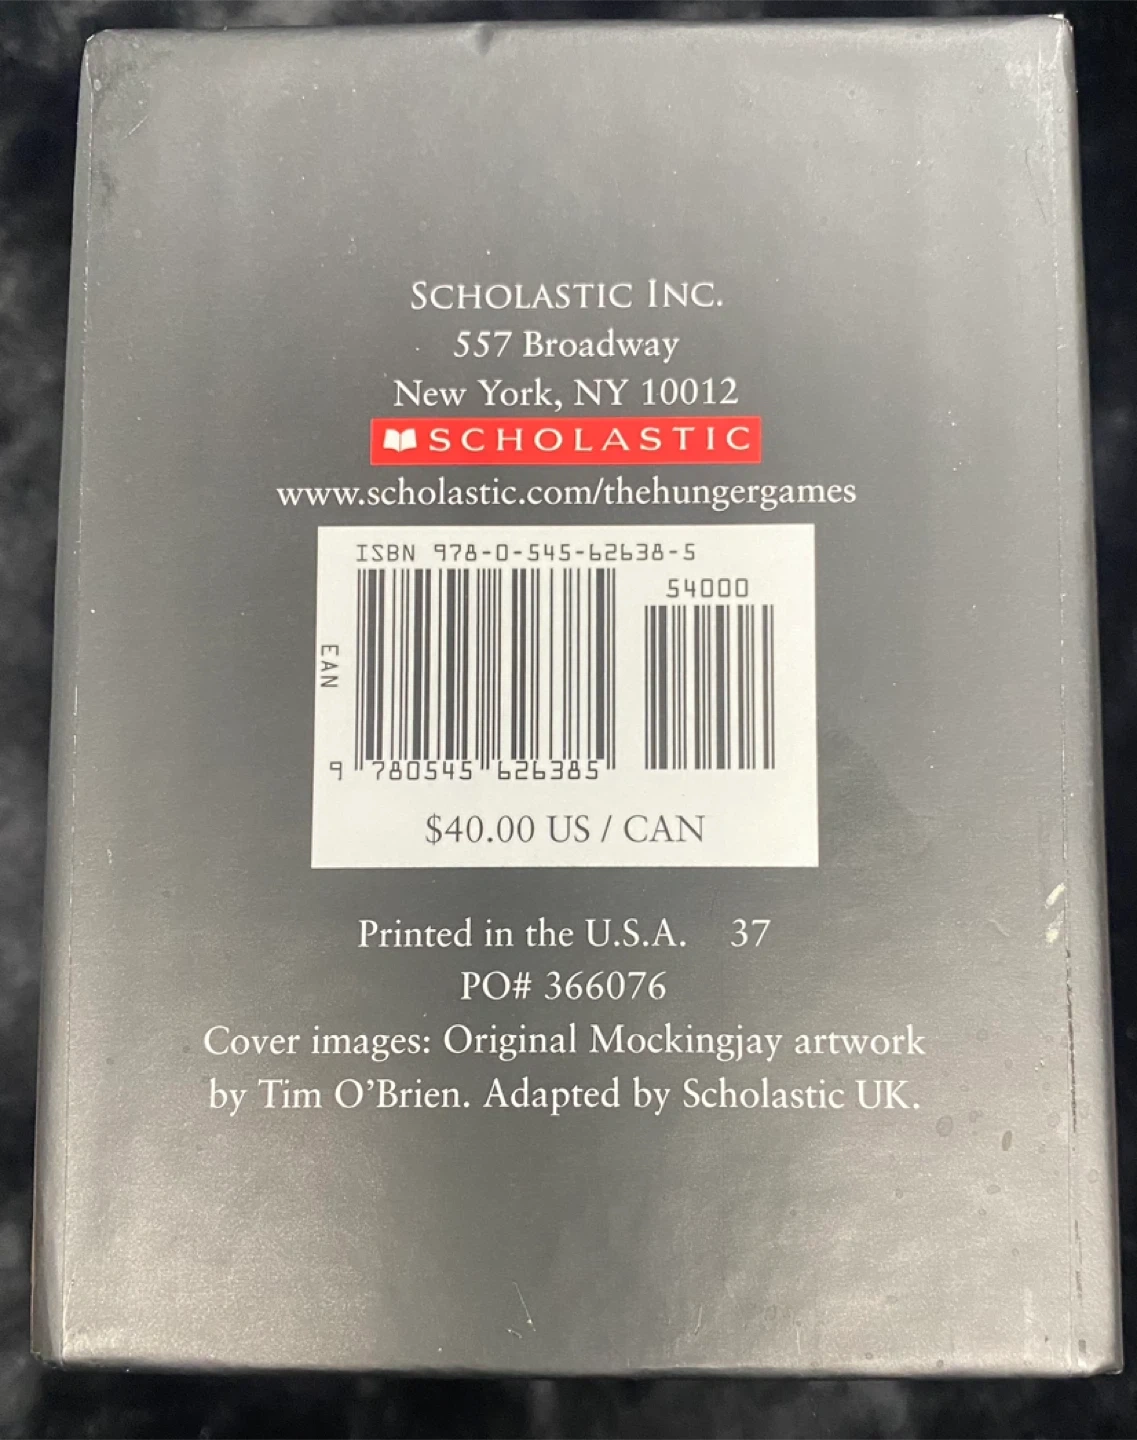 SCHOLASTIC INC.
557 Broadway
New York, NY 10012
SCHOLASTIC
www.scholastic.com/thehungergames
ISBN 978-0-545-62638-5
54000
EAN
9 780545 626385
$40.00 US / CAN
Printed in the U.S.A. 37
PO# 366076
Cover images: Original Mockingjay artwork
by Tim O'Brien. Adapted by Scholastic UK.